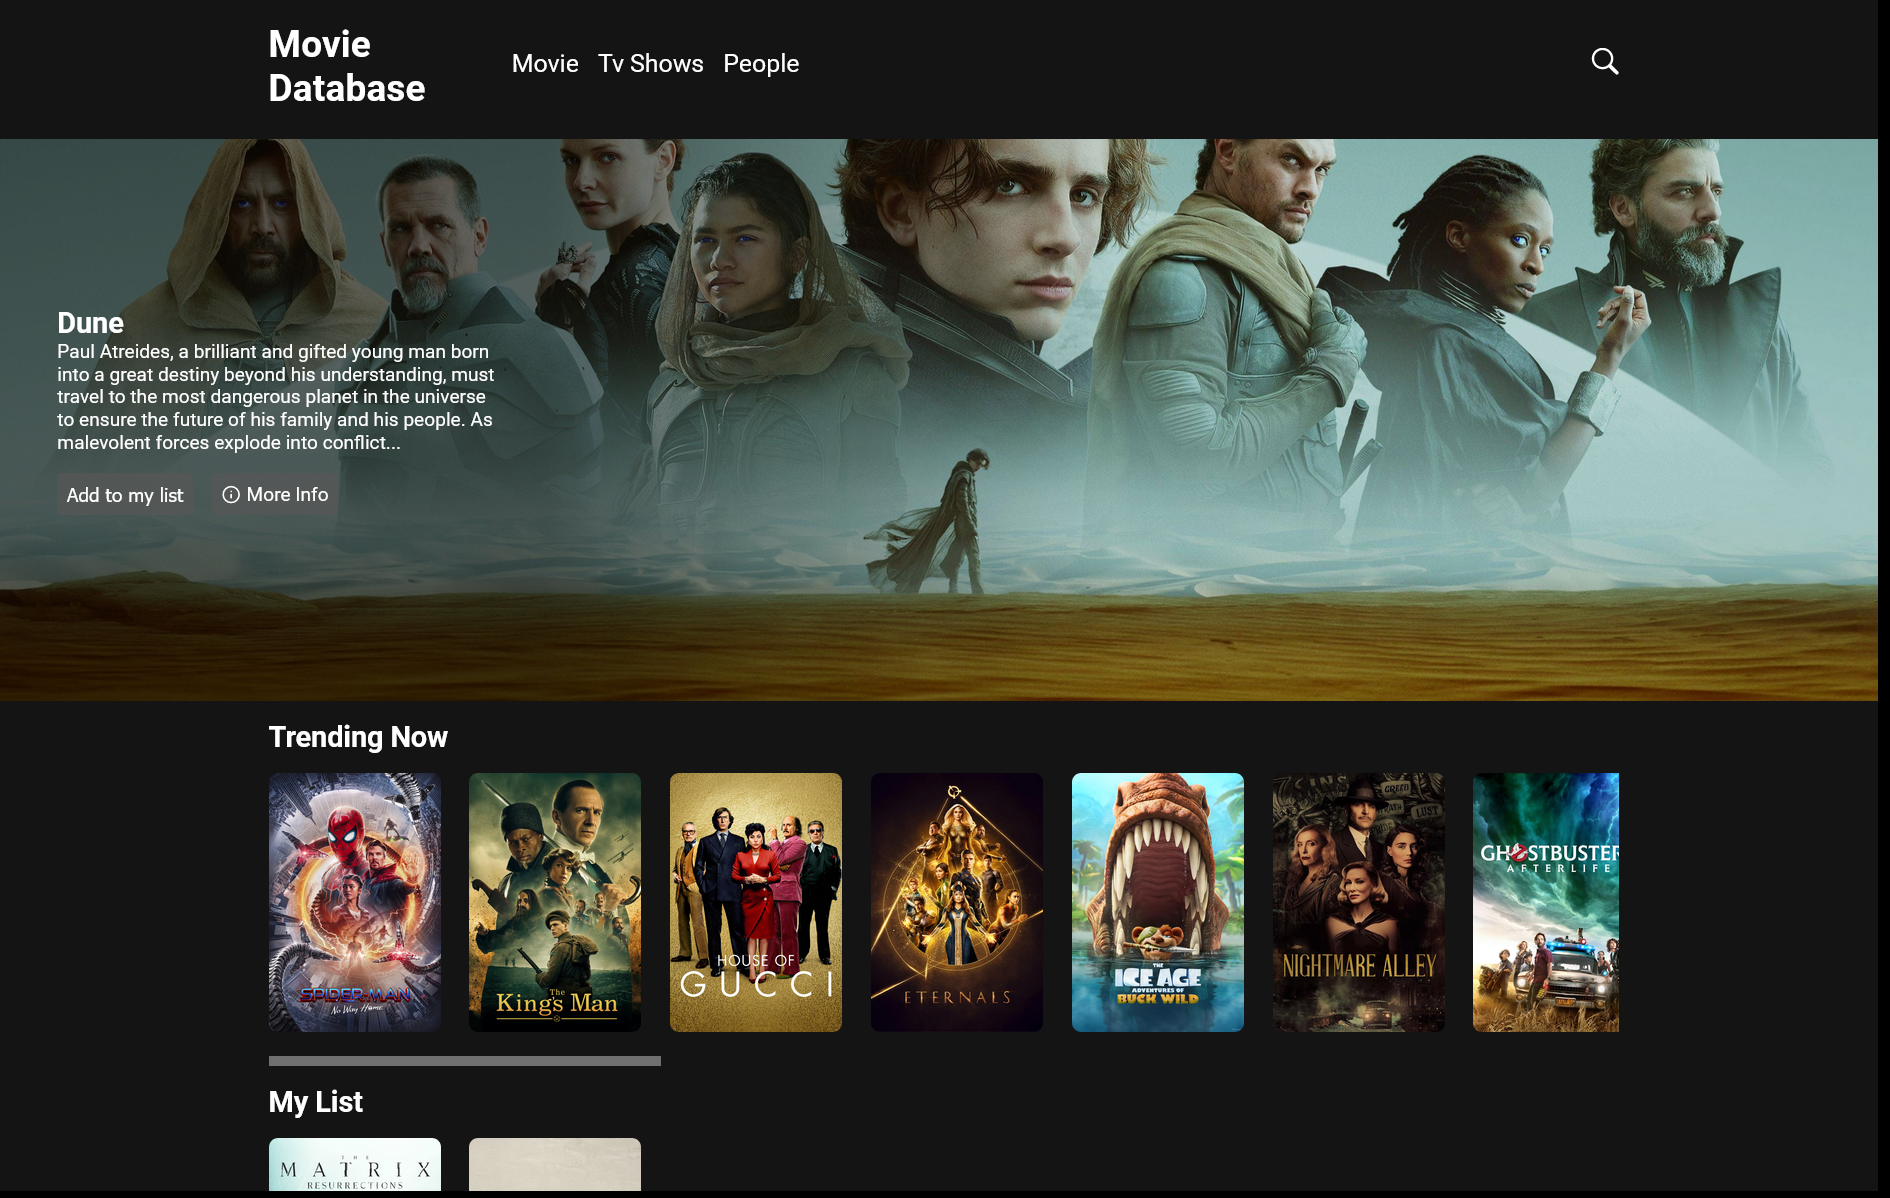 Movie
Database
Movie
Tv Shows
People
Dune
Paul Atreides, a brilliant and gifted young man born
into a great destiny beyond his understanding, must
travel to the most dangerous planet in the universe
to ensure the future of his family and his people. As
malevolent forces explode into conflict...
Add to my list
More Info
Trending Now
SPIDER-MAN
No Way Home
The
King's Man
HOUSE OF
GUCCI
ETERNALS
THE
ICE AGE
ADVENTURES OF
BUCK WILD
GREED
LUST
NIGHTMARE ALLEY
GHOSTBUSTER
AFTERLIFE
My List
THE
MATRIX
RESURRECTIONS